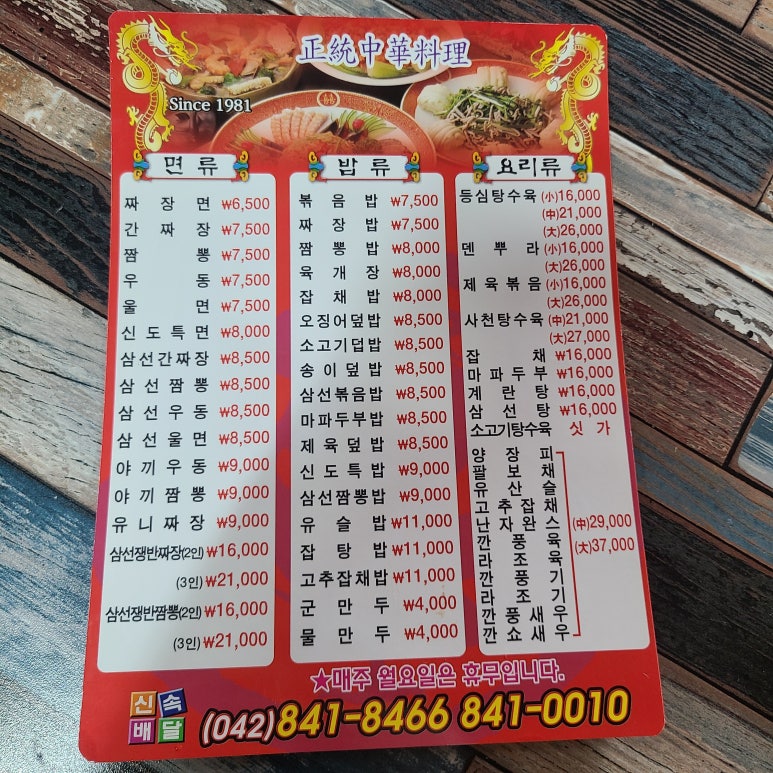 正統中華料理
Since 1981
면류
짜장면 ₩6,500
간짜장 ₩7,500
짬뽕 ₩7,500
우동 ₩7,500
울면 ₩7,500
신도특면 ₩8,000
삼선간짜장 ₩8,500
삼선짬뽕 ₩8,500
삼선우동 ₩8,500
삼선울면 ₩8,500
야끼우동 ₩9,000
야끼짬뽕 ₩9,000
유니짜장 ₩9,000
삼선쟁반짜장(2인) ₩16,000
(3인) ₩21,000
삼선쟁반짬뽕(2인) ₩16,000
(3인) ₩21,000
밥류
볶음밥 ₩7,500
짜장밥 ₩7,500
짬뽕밥 ₩8,000
육개장 ₩8,000
잡채밥 ₩8,000
오징어덮밥 ₩8,500
소고기덥밥 ₩8,500
송이덮밥 ₩8,500
삼선볶음밥 ₩8,500
마파두부밥 ₩8,500
제육덮밥 ₩8,500
신도특밥 ₩9,000
삼선짬뽕밥 ₩9,000
유슬밥 ₩11,000
잡탕밥 ₩11,000
고추잡채밥 ₩11,000
군만두 ₩4,000
물만두 ₩4,000
요리류
등심탕수육 (小)16,000
(中)21,000
(大)26,000
덴뿌라 (小)16,000
(大)26,000
제육볶음 (小)16,000
(大)26,000
사천탕수육 (中)21,000
(大)27,000
잡채 ₩16,000
마파두부 ₩16,000
계란탕 ₩16,000
삼선탕 ₩16,000
소고기탕수육 싯가
양장피
팔보채
유산슬
고추잡채
난자완스
깐풍육
라조육
깐풍기
라조기
깐풍새우
깐쇼새우
(中)29,000
(大)37,000
★매주 월요일은 휴무입니다.
신속배달
(042)841-8466 841-0010